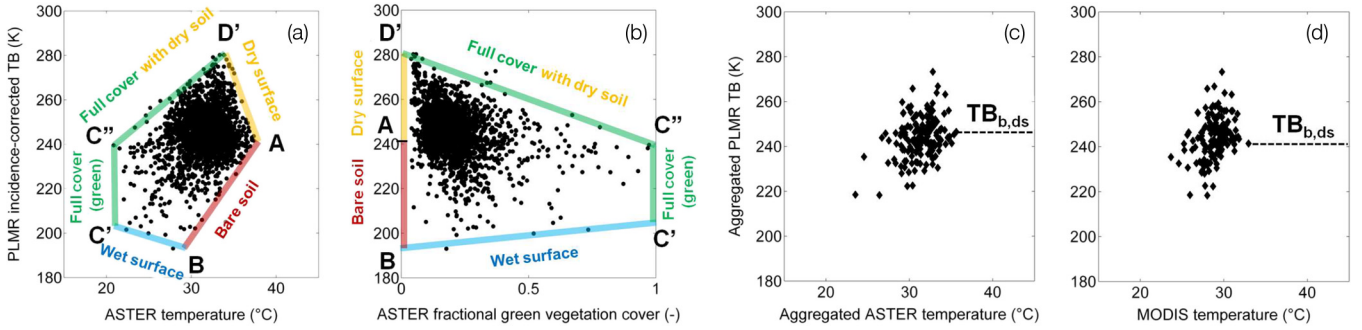 (a)
PLMR incidence-corrected TB (K)
300
280
260
240
220
200
180
D’
Full cover with dry soil
Dry surface
C”
A
Full cover
(green)
Bare soil
C’
Wet surface
B
20
30
40
ASTER temperature (°C)
(b)
300
280
260
240
220
200
180
D’
Full cover with dry soil
Dry surface
A
C”
Bare soil
Full cover
(green)
C’
B
Wet surface
0
0.5
1
ASTER fractional green vegetation cover (-)
(c)
Aggregated PLMR TB (K)
300
280
260
240
220
200
180
TBb,ds
20
30
40
Aggregated ASTER temperature (°C)
(d)
300
280
260
240
220
200
180
TBb,ds
20
30
40
MODIS temperature (°C)